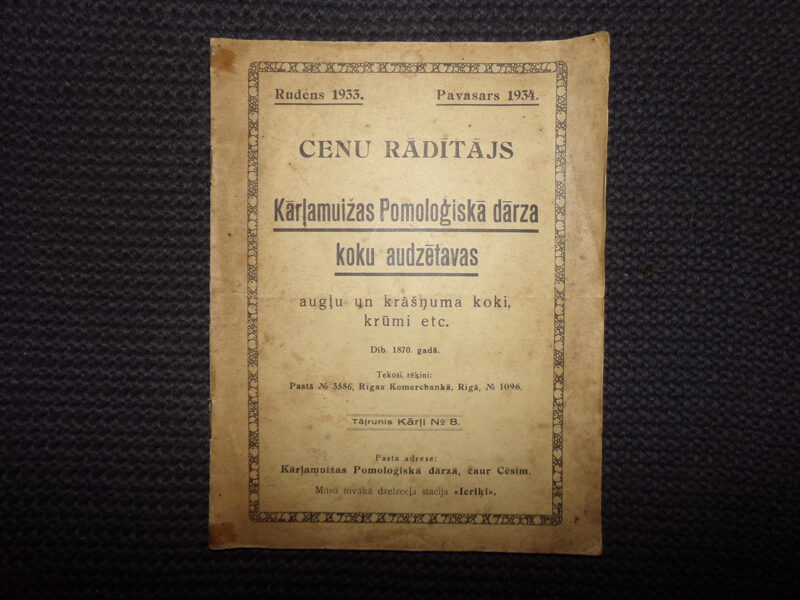 Rudens 1933. Pavasars 1934.
CENU RĀDĪTĀJS
Kārļamuižas Pomoloģiskā dārza
koku audzētavas
augļu un krāšņuma koki,
krūmi etc.
Dib. 1870. gadā.
Tekoši rēķini:
Pastā № 3586, Rīgas Komercbankā, Rīgā, № 1096.
Tāļrunis Kārļi № 8.
Pasta adrese:
Kārļamuižas Pomoloģiskā dārzā, caur Cēsīm.
Mūsu tuvākā dzelzceļa stacija «Ieriķi».